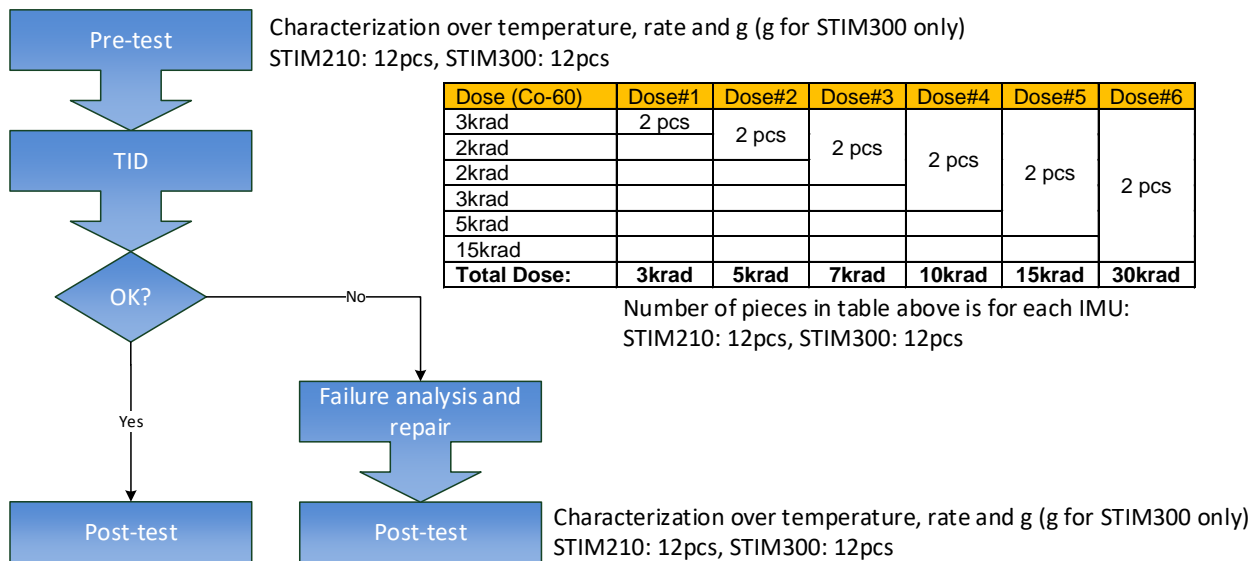 Pre-test
Characterization over temperature, rate and g (g for STIM300 only)
STIM210: 12pcs, STIM300: 12pcs
Dose (Co-60) Dose#1 Dose#2 Dose#3 Dose#4 Dose#5 Dose#6
3krad 2 pcs
2 pcs
2krad
2 pcs
2krad
2 pcs
2 pcs
2 pcs
3krad
5krad
15krad
Total Dose: 3krad 5krad 7krad 10krad 15krad 30krad
Number of pieces in table above is for each IMU:
STIM210: 12pcs, STIM300: 12pcs
TID
OK?
No
Yes
Failure analysis and
repair
Post-test
Post-test
Characterization over temperature, rate and g (g for STIM300 only)
STIM210: 12pcs, STIM300: 12pcs